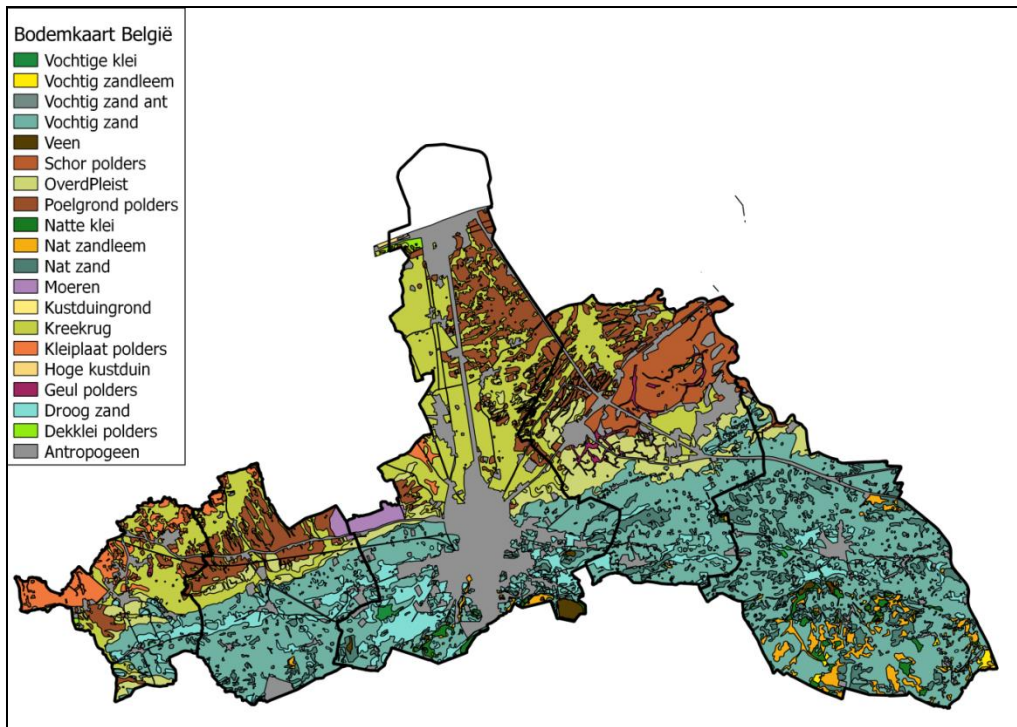 Bodemkaart België
Vochtige klei
Vochtig zandleem
Vochtig zand ant
Vochtig zand
Veen
Schor polders
OverdPleist
Poelgrond polders
Natte klei
Nat zandleem
Nat zand
Moeren
Kustduingrond
Kreekrug
Kleiplaat polders
Hoge kustduin
Geul polders
Droog zand
Dekklei polders
Antropogeen